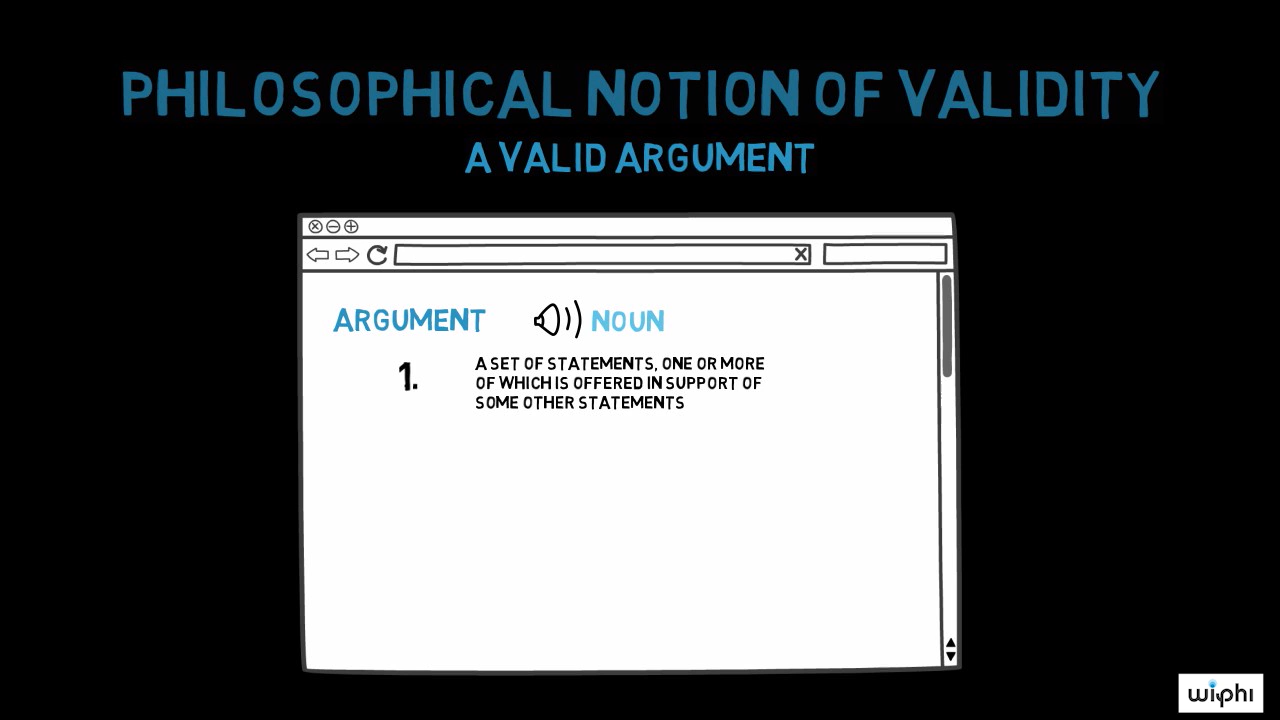 PHILOSOPHICAL NOTION OF VALIDITY
A VALID ARGUMENT
ARGUMENT NOUN
1. A SET OF STATEMENTS, ONE OR MORE
OF WHICH IS OFFERED IN SUPPORT OF
SOME OTHER STATEMENTS
wiphi